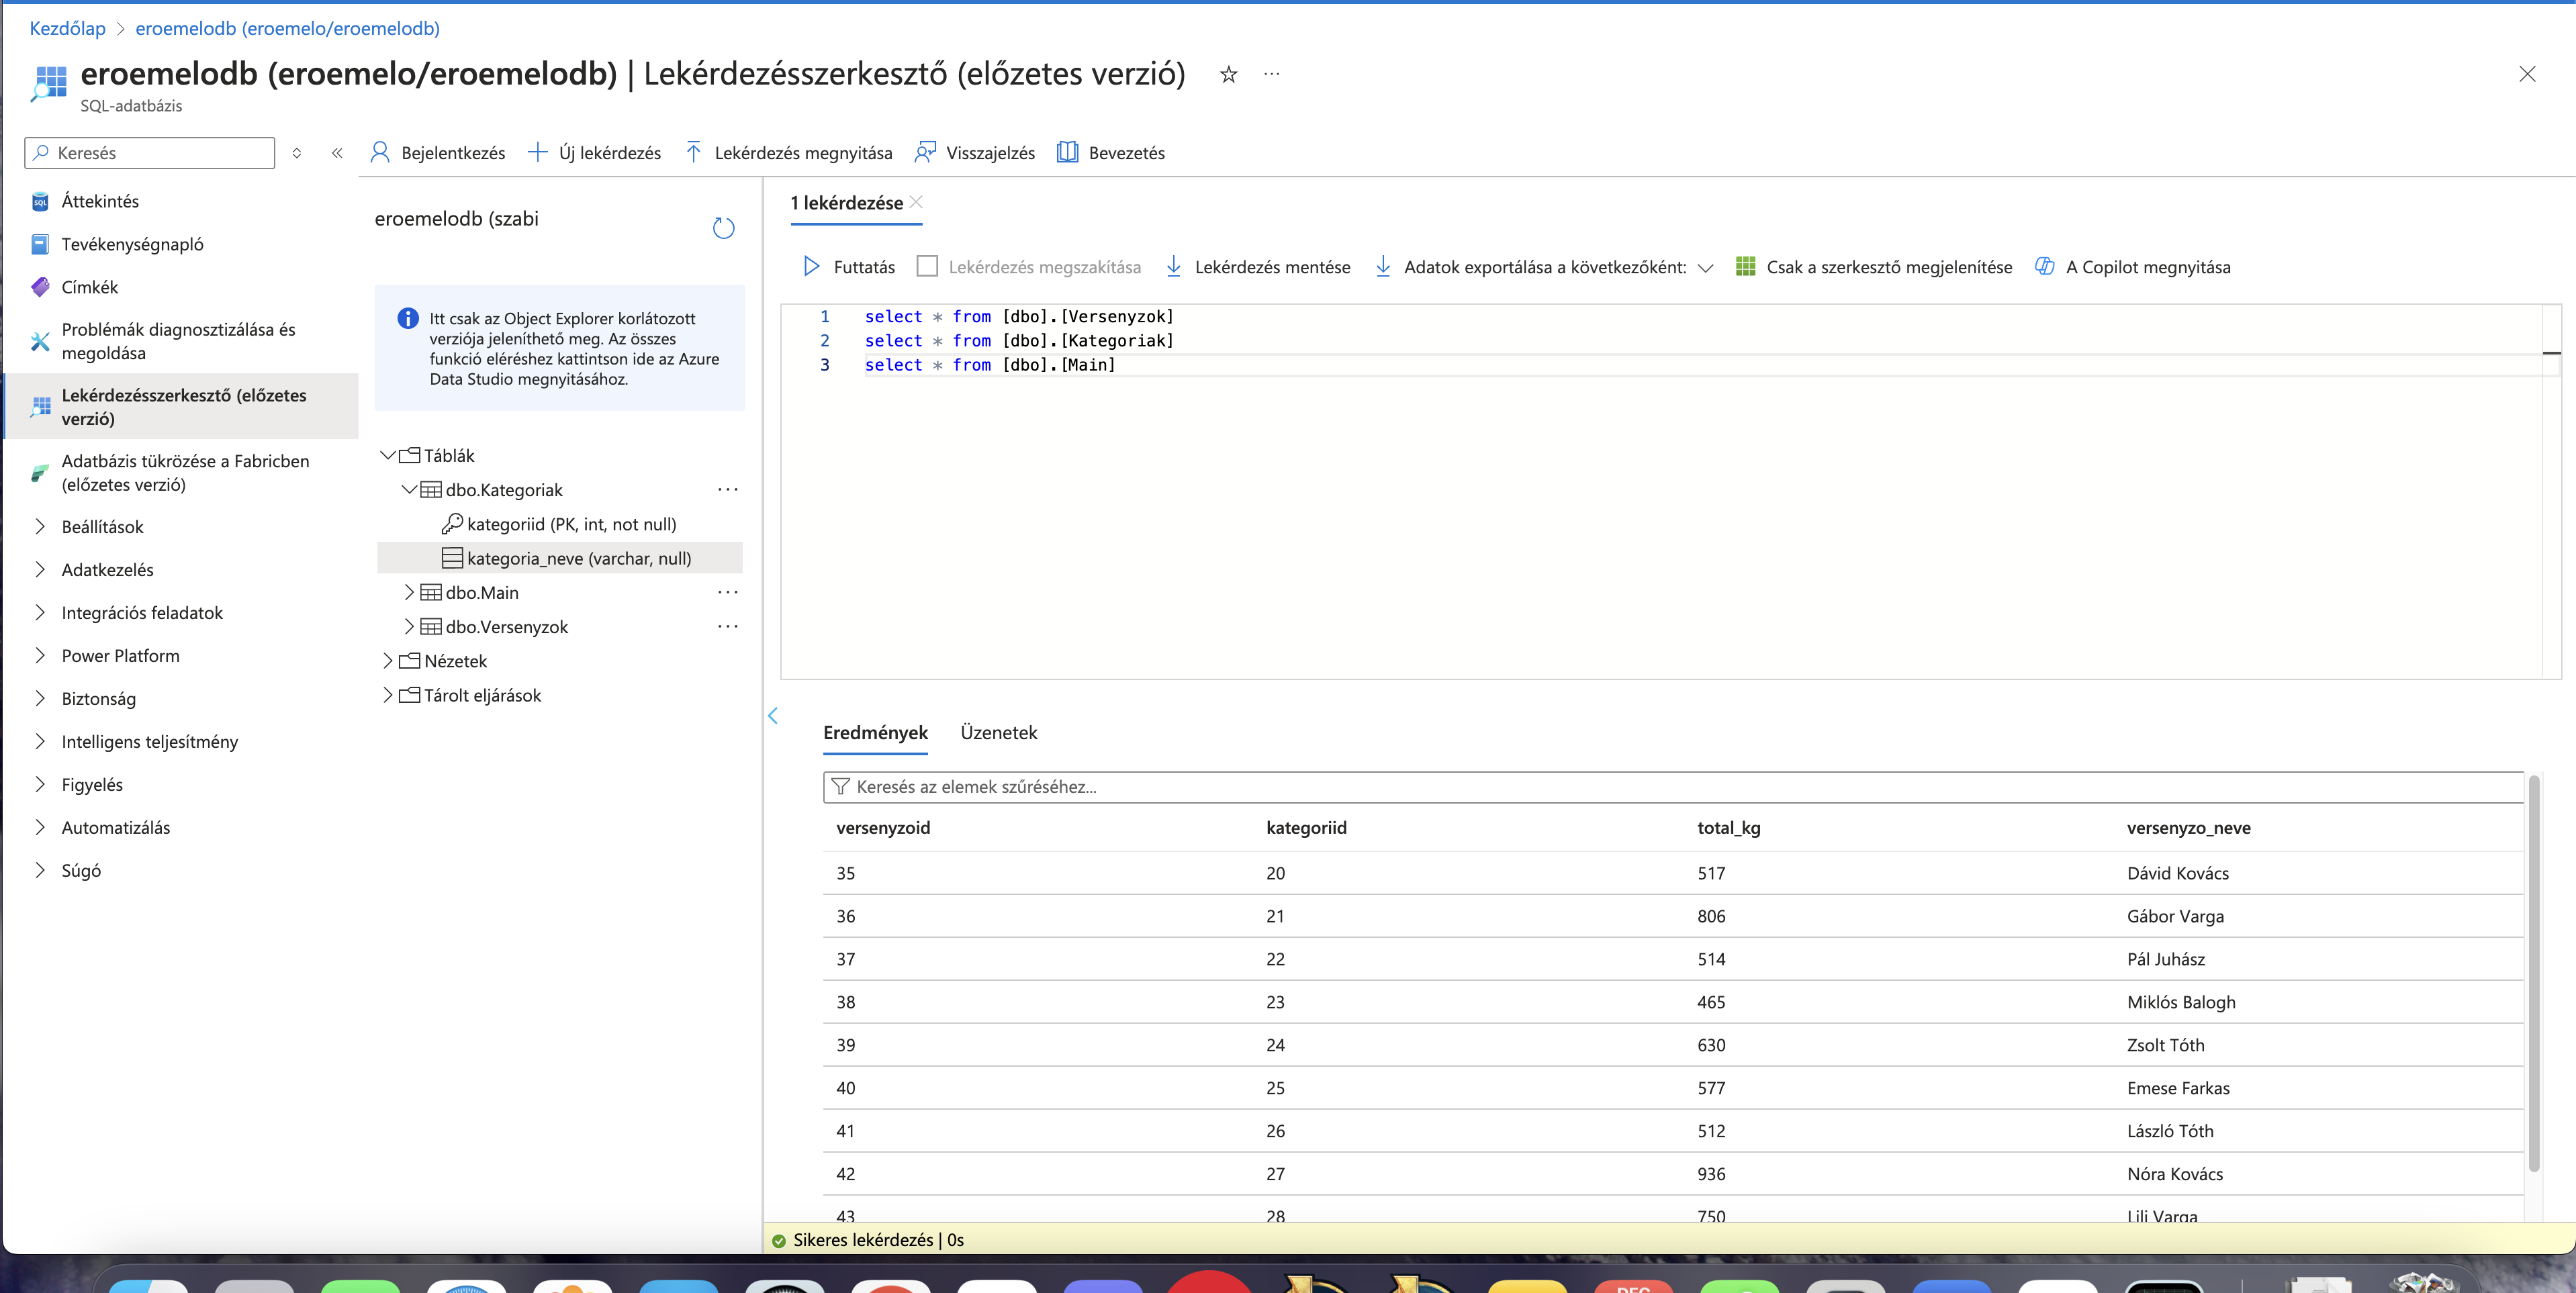 Kezdőlap > eroemelodb (eroemelo/eroemelodb)
eroemelodb (eroemelo/eroemelodb) | Lekérdezésszerkesztő (előzetes verzió)
SQL-adatbázis
Keresés
Bejelentkezés
Új lekérdezés
Lekérdezés megnyitása
Visszajelzés
Bevezetés
Áttekintés
Tevékenységnapló
Címkék
Problémák diagnosztizálása és
megoldása
Lekérdezésszerkesztő (előzetes
verzió)
Adatbázis tükrözése a Fabricben
(előzetes verzió)
Beállítások
Adatkezelés
Integrációs feladatok
Power Platform
Biztonság
Intelligens teljesítmény
Figyelés
Automatizálás
Súgó
eroemelodb (szabi
Itt csak az Object Explorer korlátozott
verziója jeleníthető meg. Az összes
funkció eléréshez kattintson ide az Azure
Data Studio megnyitásához.
Táblák
dbo.Kategoriak
kategoriid (PK, int, not null)
kategoria_neve (varchar, null)
dbo.Main
dbo.Versenyzok
Nézetek
Tárolt eljárások
1 lekérdezése
Futtatás
Lekérdezés megszakítása
Lekérdezés mentése
Adatok exportálása a következőként:
Csak a szerkesztő megjelenítése
A Copilot megnyitása
1 select * from [dbo].[Versenyzok]
2 select * from [dbo].[Kategoriak]
3 select * from [dbo].[Main]
Eredmények
Üzenetek
Keresés az elemek szűréséhez...
versenyzoid kategoriid total_kg versenyzo_neve
35 20 517 Dávid Kovács
36 21 806 Gábor Varga
37 22 514 Pál Juhász
38 23 465 Miklós Balogh
39 24 630 Zsolt Tóth
40 25 577 Emese Farkas
41 26 512 László Tóth
42 27 936 Nóra Kovács
43 28 750 Lili Varga
Sikeres lekérdezés | 0s
DEC